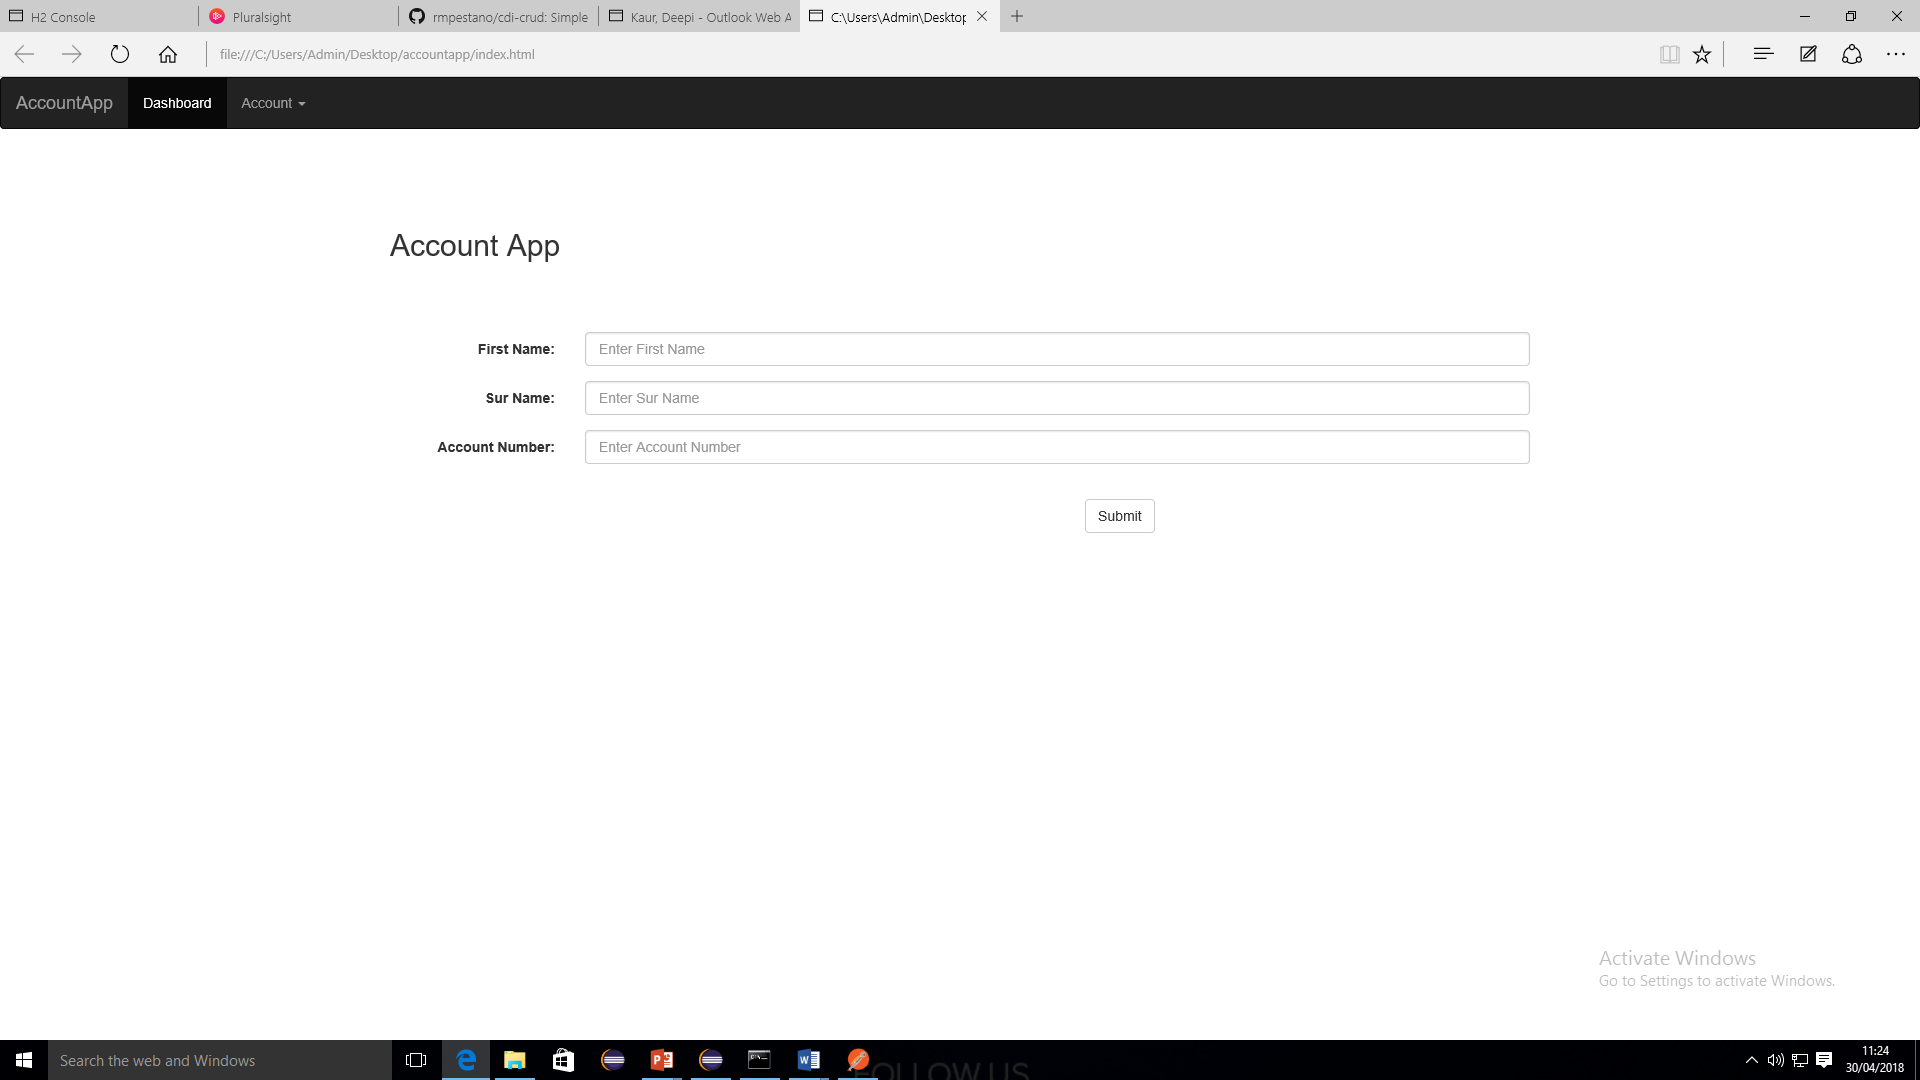 H2 Console
Pluralsight
rmpestano/cdi-crud: Simple
Kaur, Deepi - Outlook Web A
C:\Users\Admin\Desktop
file:///C:/Users/Admin/Desktop/accountapp/index.html
AccountApp
Dashboard
Account
Account App
First Name:
Enter First Name
Sur Name:
Enter Sur Name
Account Number:
Enter Account Number
Submit
Activate Windows
Go to Settings to activate Windows.
Search the web and Windows
FOLLOW US
11:24
30/04/2018